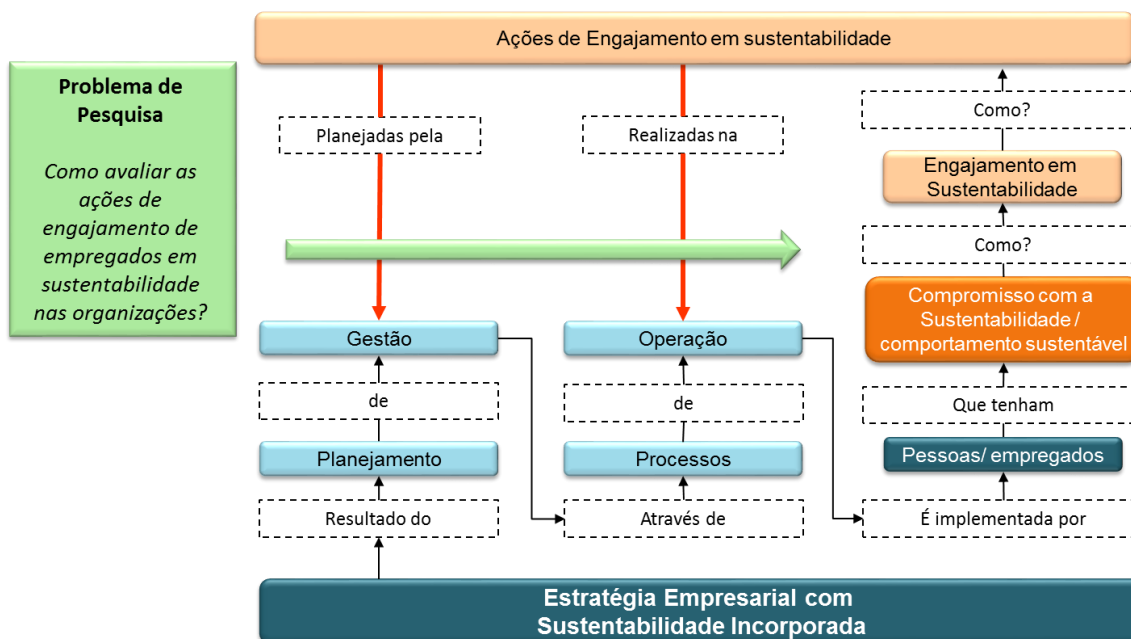 Ações de Engajamento em sustentabilidade
Problema de
Pesquisa
Como avaliar as
ações de
engajamento de
empregados em
sustentabilidade
nas organizações?
Planejadas pela
Realizadas na
Como?
Engajamento em
Sustentabilidade
Como?
Compromisso com a
Sustentabilidade /
comportamento sustentável
Gestão
Operação
de
de
Que tenham
Planejamento
Processos
Pessoas/ empregados
Resultado do
Através de
É implementada por
Estratégia Empresarial com
Sustentabilidade Incorporada